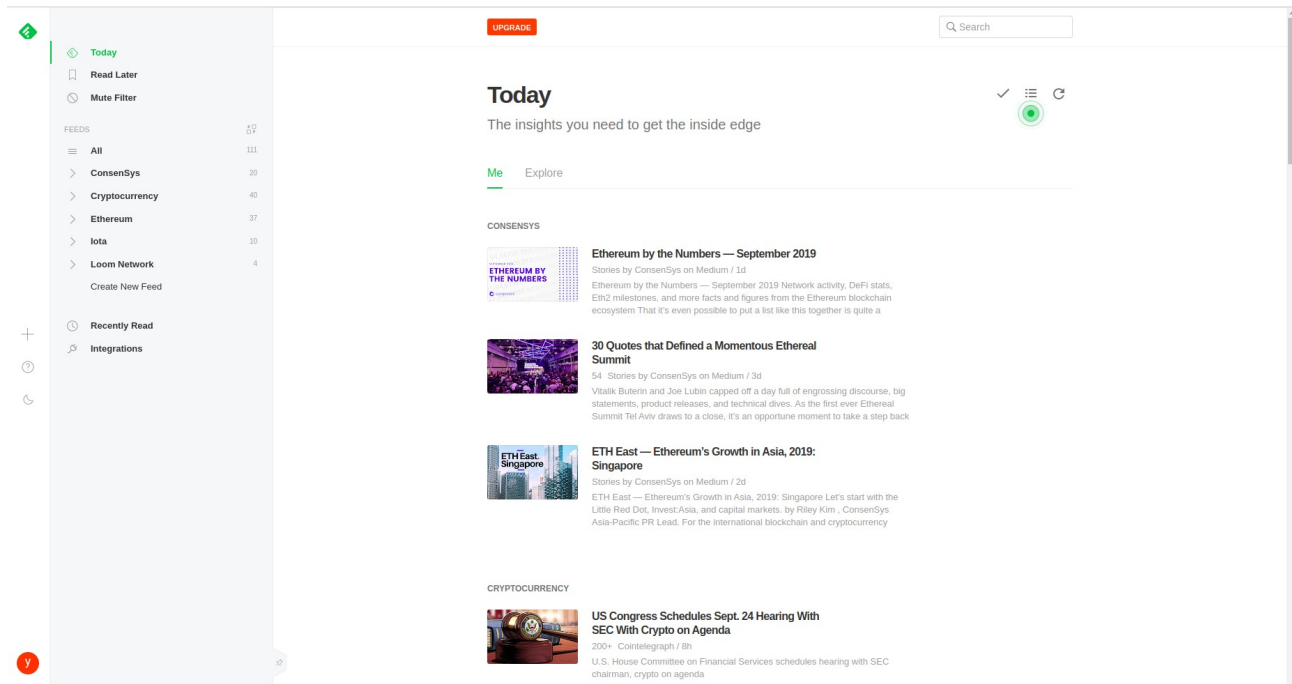 UPGRADE
Search
Today
Read Later
Mute Filter
FEEDS
All 111
ConsenSys 20
Cryptocurrency 40
Ethereum 37
Iota 10
Loom Network 4
Create New Feed
Recently Read
Integrations
y
Today
The insights you need to get the inside edge
Me Explore
CONSENSYS
ETHEREUM BY
THE NUMBERS
Ethereum by the Numbers — September 2019
Stories by ConsenSys on Medium / 1d
Ethereum by the Numbers — September 2019 Network activity, DeFi stats,
Eth2 milestones, and more facts and figures from the Ethereum blockchain
ecosystem That it's even possible to put a list like this together is quite a
30 Quotes that Defined a Momentous Ethereal
Summit
54 Stories by ConsenSys on Medium / 3d
Vitalik Buterin and Joe Lubin capped off a day full of engrossing discourse, big
statements, product releases, and technical dives. As the first ever Ethereal
Summit Tel Aviv draws to a close, it's an opportune moment to take a step back
ETH East.
Singapore
ETH East — Ethereum's Growth in Asia, 2019:
Singapore
Stories by ConsenSys on Medium / 2d
ETH East — Ethereum's Growth in Asia, 2019: Singapore Let's start with the
Little Red Dot, Invest:Asia, and capital markets. by Riley Kim , ConsenSys
Asia-Pacific PR Lead. For the international blockchain and cryptocurrency
CRYPTOCURRENCY
US Congress Schedules Sept. 24 Hearing With
SEC With Crypto on Agenda
200+ Cointelegraph / 8h
U.S. House Committee on Financial Services schedules hearing with SEC
chairman, crypto on agenda